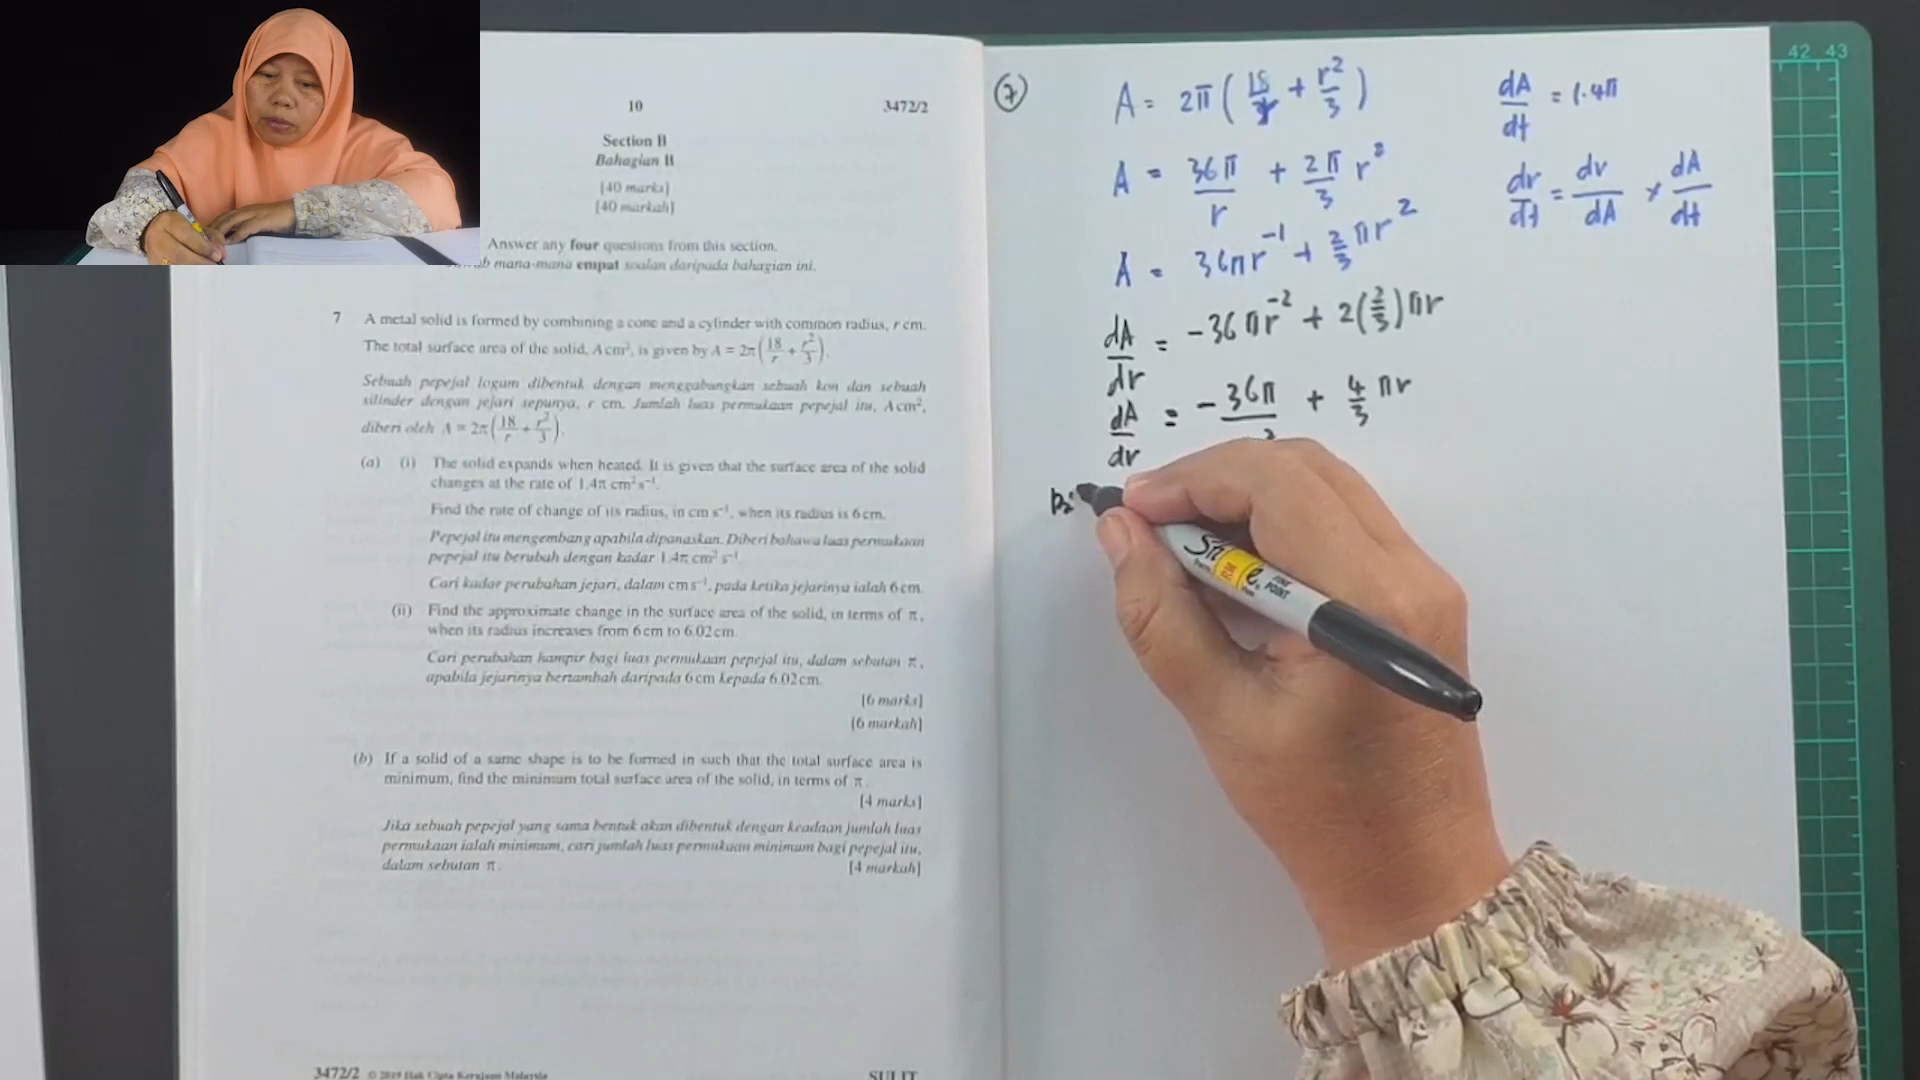 10 3472/2
Section B
Bahagian B
[40 marks]
[40 markah]
Answer any four questions from this section.
mana-mana empat soalan daripada bahagian ini.
7 A metal solid is formed by combining a cone and a cylinder with common radius, r cm.
The total surface area of the solid, A cm², is given by A = 2π(18/r + r²/3).
Sebuah pepejal logam dibentuk dengan menggabungkan sebuah kon dan sebuah
silinder dengan jejari sepunya, r cm. Jumlah luas permukaan pepejal itu, A cm²,
diberi oleh A = 2π(18/r + r²/3).
(a) (i) The solid expands when heated. It is given that the surface area of the solid
changes at the rate of 1.4π cm² s⁻¹.
Find the rate of change of its radius, in cm s⁻¹, when its radius is 6 cm.
Pepejal itu mengembang apabila dipanaskan. Diberi bahawa luas permukaan
pepejal itu berubah dengan kadar 1.4π cm² s⁻¹.
Cari kadar perubahan jejari, dalam cm s⁻¹, pada ketika jejarinya ialah 6 cm.
(ii) Find the approximate change in the surface area of the solid, in terms of π,
when its radius increases from 6 cm to 6.02 cm.
Cari perubahan hampir bagi luas permukaan pepejal itu, dalam sebutan π,
apabila jejarinya bertambah daripada 6 cm kepada 6.02 cm.
[6 marks]
[6 markah]
(b) If a solid of a same shape is to be formed in such that the total surface area is
minimum, find the minimum total surface area of the solid, in terms of π.
[4 marks]
Jika sebuah pepejal yang sama bentuk akan dibentuk dengan keadaan jumlah luas
permukaan ialah minimum, cari jumlah luas permukaan minimum bagi pepejal itu,
dalam sebutan π. [4 markah]
3472/2 © 2019 Hak Cipta Kerajaan Malaysia SULIT
7
A = 2π(18/r + r²/3)
A = 36π/r + 2π/3 r²
A = 36πr⁻¹ + 2/3 πr²
dA/dr = -36πr⁻² + 2(2/3)πr
dA/dr = -36π + 4/3 πr
dA/dt = 1.4π
dr/dt = dr/dA × dA/dt
42 43
FINE
POINT